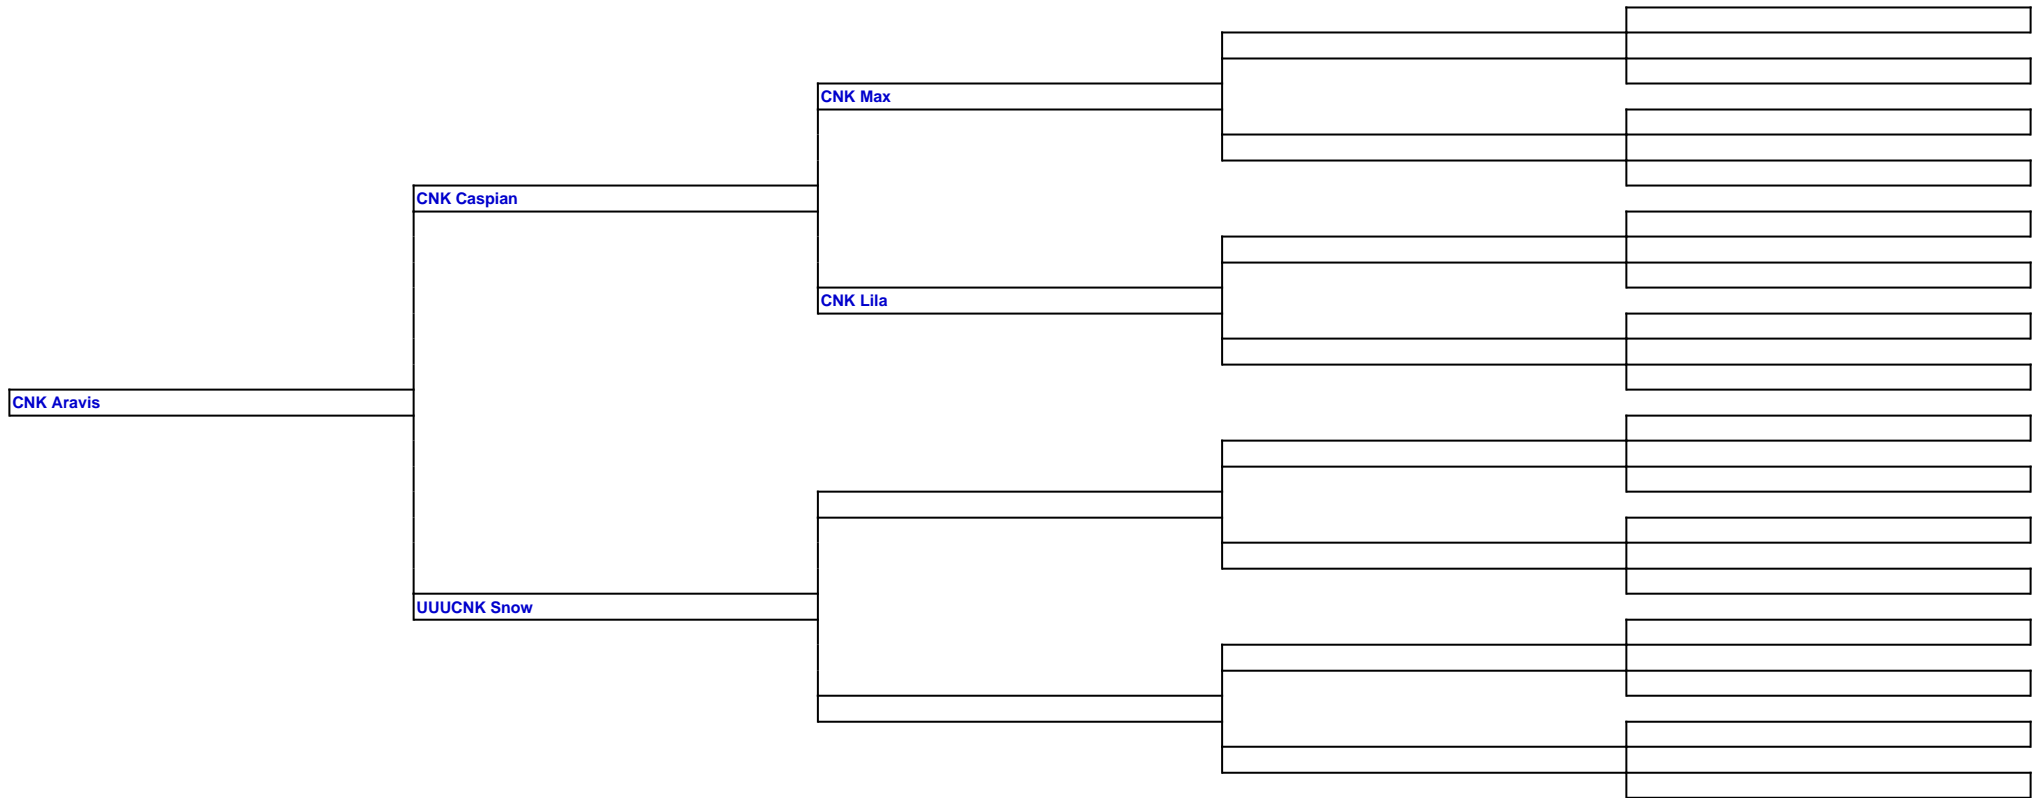 CNK Max
CNK Caspian
CNK Lila
CNK Aravis
UUUCNK Snow